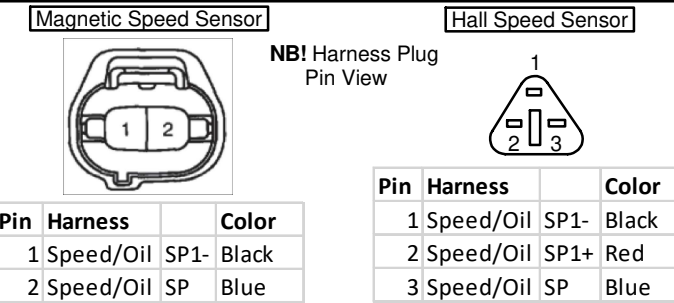 Magnetic Speed Sensor
NB! Harness Plug
Pin View
1 2
Pin Harness Color
1 Speed/Oil SP1- Black
2 Speed/Oil SP Blue
Hall Speed Sensor
1
2 3
Pin Harness Color
1 Speed/Oil SP1- Black
2 Speed/Oil SP1+ Red
3 Speed/Oil SP Blue